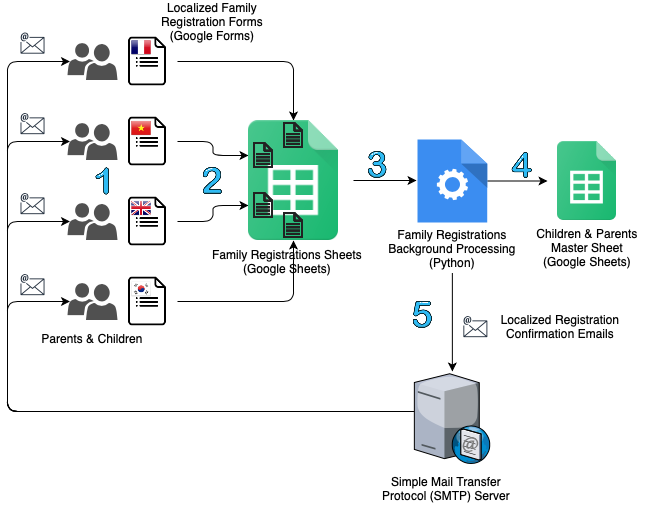 Localized Family
Registration Forms
(Google Forms)
@
@
1
2
3
4
@
@
Family Registrations Sheets
(Google Sheets)
Family Registrations
Background Processing
(Python)
Children & Parents
Master Sheet
(Google Sheets)
Parents & Children
5
@
Localized Registration
Confirmation Emails
@
Simple Mail Transfer
Protocol (SMTP) Server